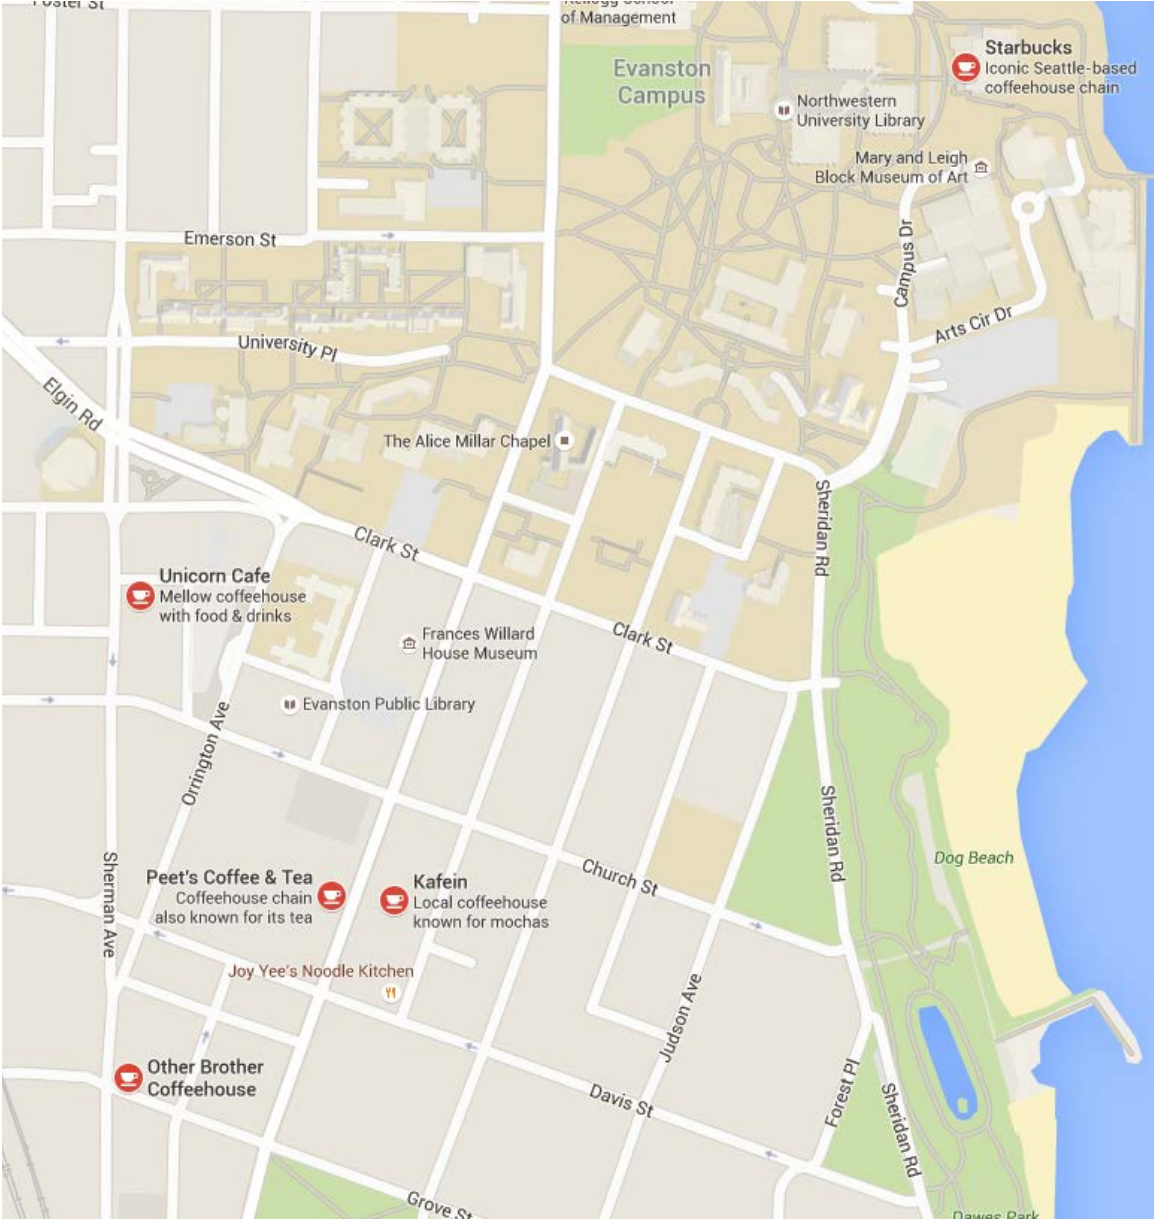 Foster St
Kellogg School
of Management
Starbucks
Iconic Seattle-based
coffeehouse chain
Evanston
Campus
Northwestern
University Library
Mary and Leigh
Block Museum of Art
Emerson St
Campus Dr
Arts Cir Dr
University Pl
Elgin Rd
The Alice Millar Chapel
Sheridan Rd
Clark St
Unicorn Cafe
Mellow coffeehouse
with food & drinks
Clark St
Frances Willard
House Museum
Evanston Public Library
Orrington Ave
Sheridan Rd
Dog Beach
Sherman Ave
Peet's Coffee & Tea
Coffeehouse chain
also known for its tea
Kafein
Local coffeehouse
known for mochas
Church St
Joy Yee's Noodle Kitchen
Judson Ave
Other Brother
Coffeehouse
Davis St
Forest Pl
Sheridan Rd
Grove St
Dawes Park